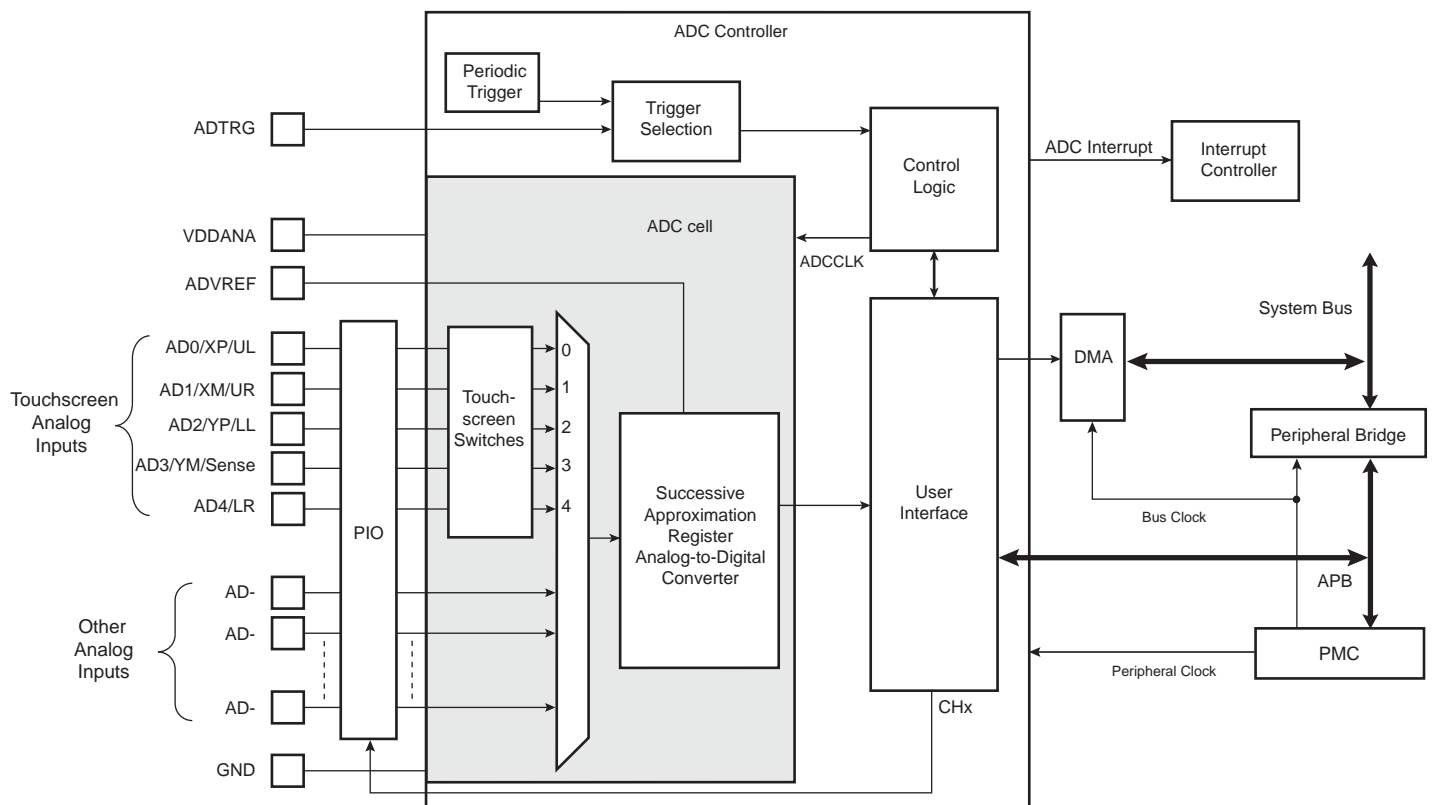 ADC Controller
Periodic
Trigger
Trigger
Selection
ADTRG
Control
Logic
ADC Interrupt
Interrupt
Controller
VDDANA
ADC cell
ADCCLK
ADVREF
System Bus
Touchscreen
Analog
Inputs
AD0/XP/UL
AD1/XM/UR
AD2/YP/LL
AD3/YM/Sense
AD4/LR
PIO
Touch-
screen
Switches
0
1
2
3
4
Successive
Approximation
Register
Analog-to-Digital
Converter
User
Interface
DMA
Peripheral Bridge
Bus Clock
APB
Other
Analog
Inputs
AD-
AD-
AD-
Peripheral Clock
PMC
CHx
GND